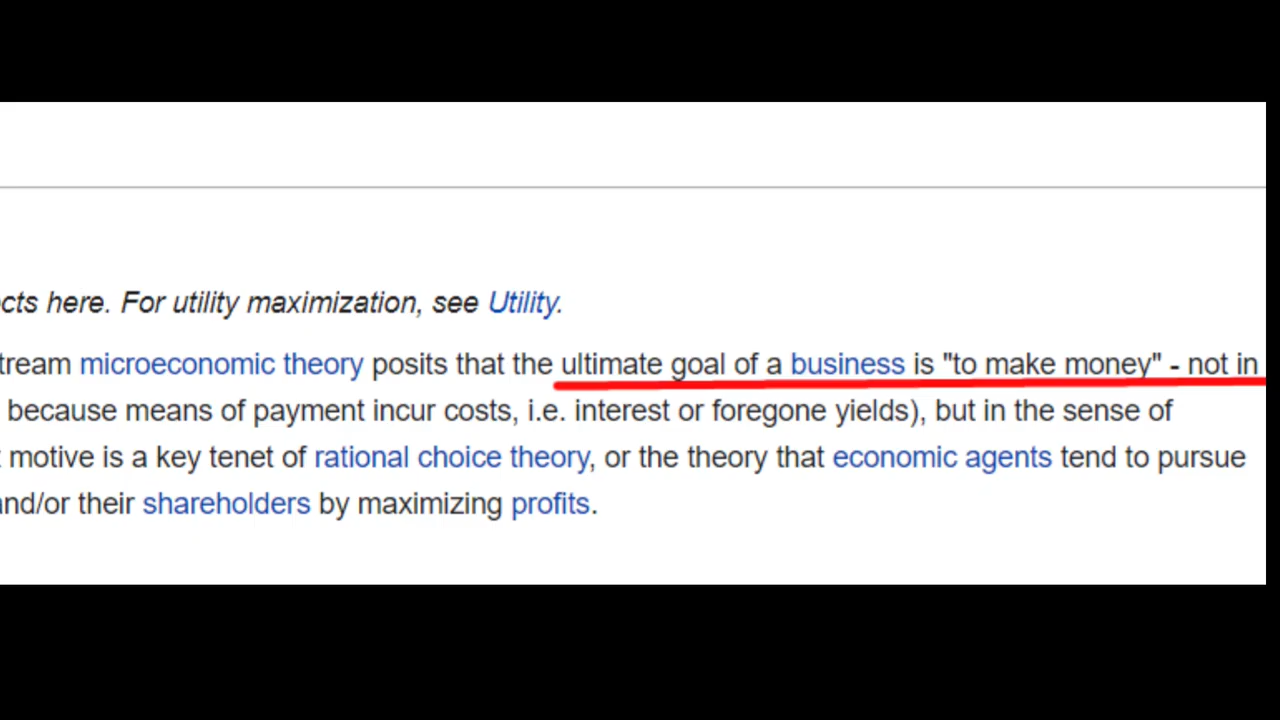 cts here. For utility maximization, see Utility.
tream microeconomic theory posits that the ultimate goal of a business is "to make money" - not in
because means of payment incur costs, i.e. interest or foregone yields), but in the sense of
motive is a key tenet of rational choice theory, or the theory that economic agents tend to pursue
nd/or their shareholders by maximizing profits.